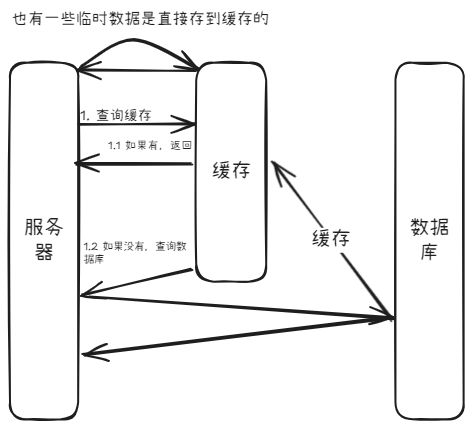 也有一些临时数据是直接存到缓存的
1. 查询缓存
1.1 如果有，返回
缓存
服务
器
1.2 如果没有，查询数
据库
缓存
数据
库